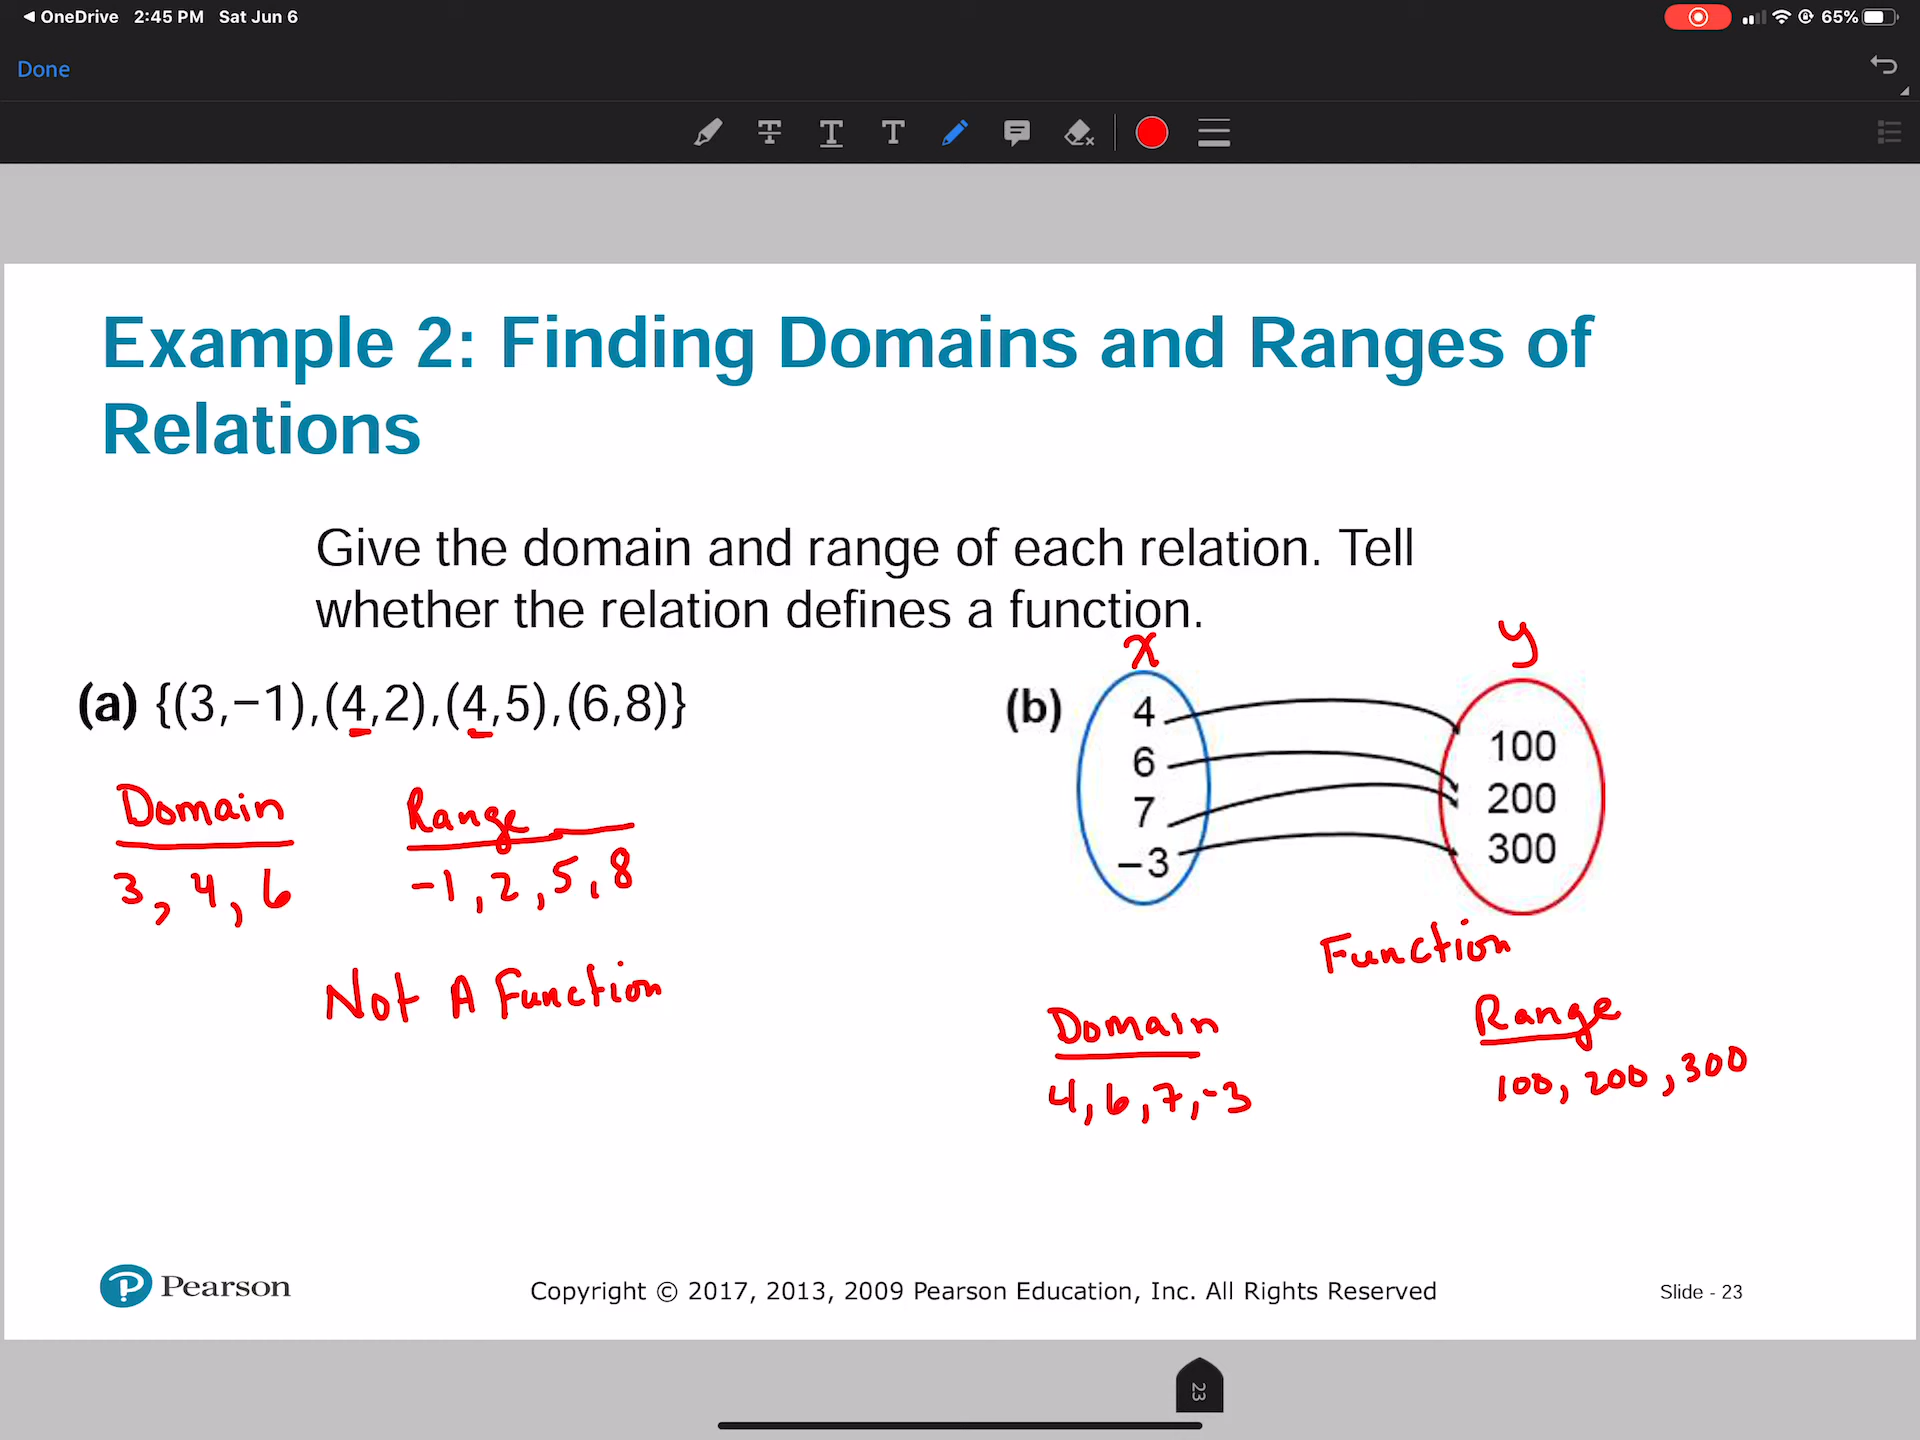 OneDrive 2:45 PM Sat Jun 6
65%
Done
T T T
Example 2: Finding Domains and Ranges of
Relations
Give the domain and range of each relation. Tell
whether the relation defines a function.
(a) {(3,−1),(4,2),(4,5),(6,8)}
Domain Range
3, 4, 6 -1, 2, 5, 8
Not A Function
(b)
x y
4
6
7
−3
100
200
300
Function
Domain Range
4, 6, 7, -3 100, 200, 300
Pearson
Copyright © 2017, 2013, 2009 Pearson Education, Inc. All Rights Reserved
Slide - 23
23